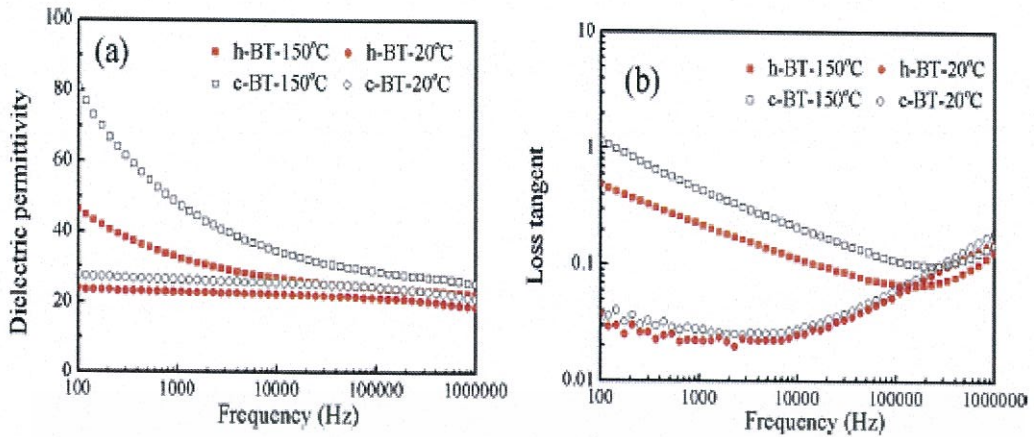 (a)
h-BT-150°C h-BT-20°C
c-BT-150°C c-BT-20°C
Dielectric permittivity
100
80
60
40
20
0
100 1000 10000 100000 1000000
Frequency (Hz)
(b)
h-BT-150°C h-BT-20°C
c-BT-150°C c-BT-20°C
Loss tangent
10
1
0.1
0.01
100 1000 10000 100000 1000000
Frequency (Hz)